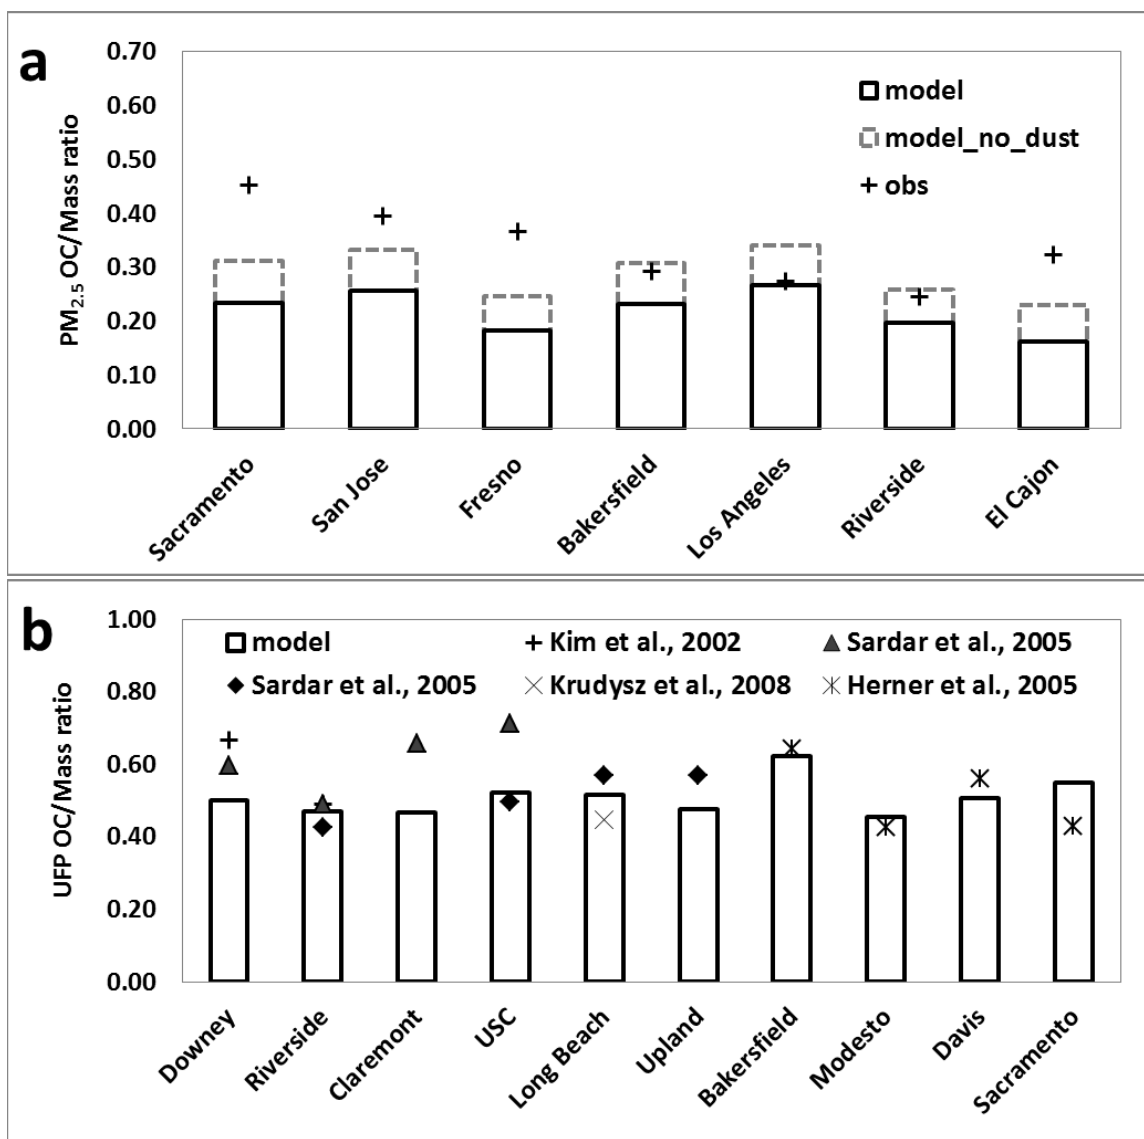 a
PM2.5 OC/Mass ratio
0.70
0.60
0.50
0.40
0.30
0.20
0.10
0.00
model
model_no_dust
obs
Sacramento
San Jose
Fresno
Bakersfield
Los Angeles
Riverside
El Cajon
b
UFP OC/Mass ratio
1.00
0.80
0.60
0.40
0.20
0.00
model
Kim et al., 2002
Sardar et al., 2005
Sardar et al., 2005
Krudysz et al., 2008
Herner et al., 2005
Downey
Riverside
Claremont
USC
Long Beach
Upland
Bakersfield
Modesto
Davis
Sacramento